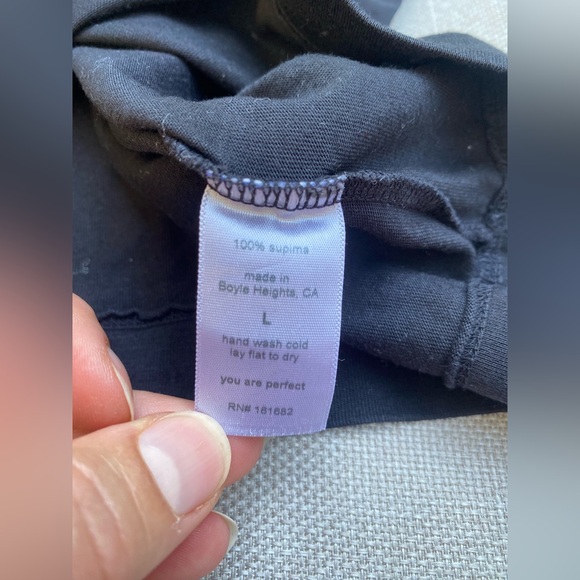 100% supima
made in
Boyle Heights, CA
L
hand wash cold
lay flat to dry
you are perfect
RN# 161682